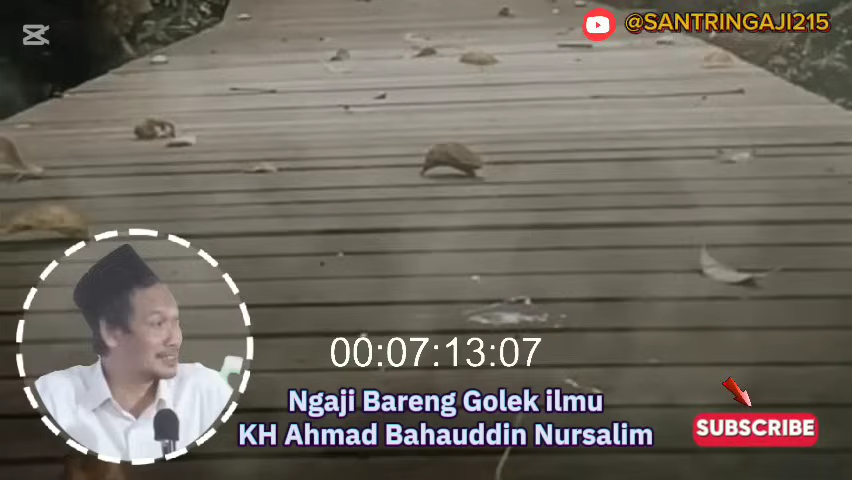 @SANTRINGAJI215
00:07:13:07
Ngaji Bareng Golek ilmu
KH Ahmad Bahauddin Nursalim
SUBSCRIBE